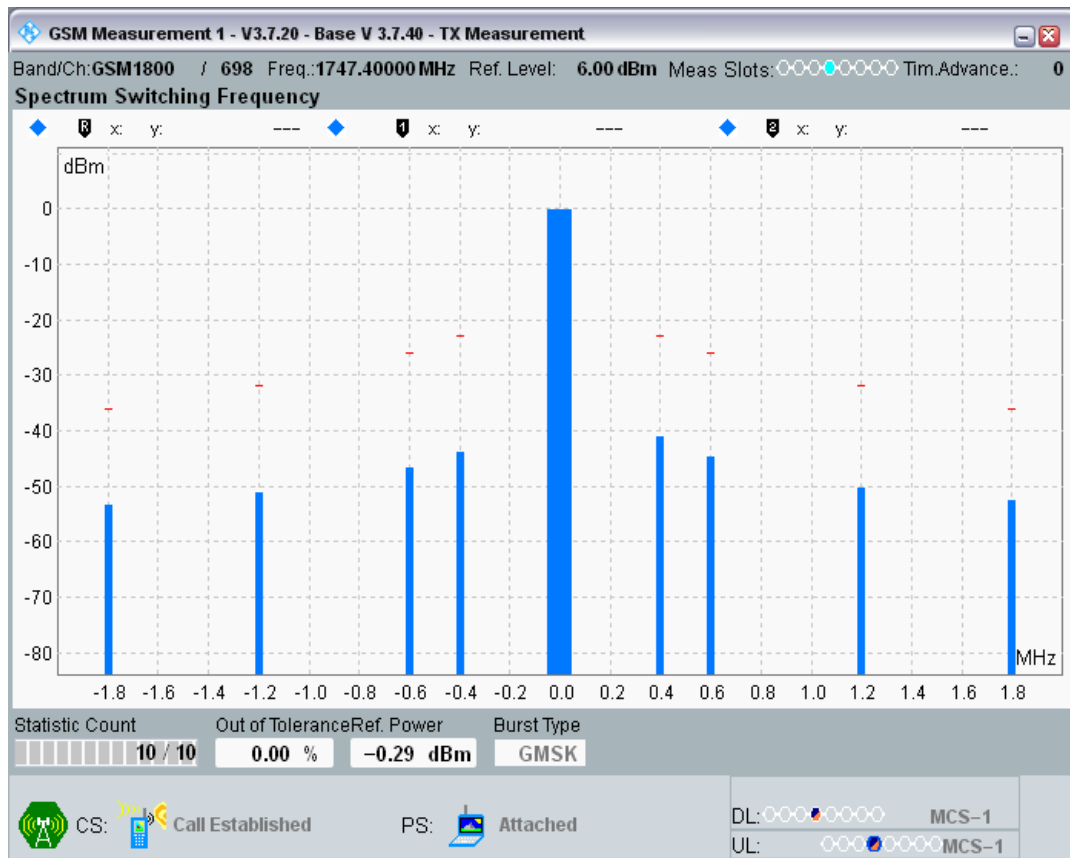 GSM Measurement 1 - V3.7.20 - Base V 3.7.40 - TX Measurement
Band/Ch:GSM1800 / 698 Freq.:1747.40000 MHz Ref. Level: 6.00 dBm Meas Slots: Tim.Advance.: 0
Spectrum Switching Frequency
R x: y: --- 1 x: y: --- 2 x: y: ---
dBm
0
-10
-20
-30
-40
-50
-60
-70
-80
MHz
-1.8 -1.6 -1.4 -1.2 -1.0 -0.8 -0.6 -0.4 -0.2 0.0 0.2 0.4 0.6 0.8 1.0 1.2 1.4 1.6 1.8
Statistic Count Out of Tolerance Ref. Power Burst Type
10 / 10 0.00 % −0.29 dBm GMSK
CS: Call Established PS: Attached
DL: MCS−1
UL: MCS−1